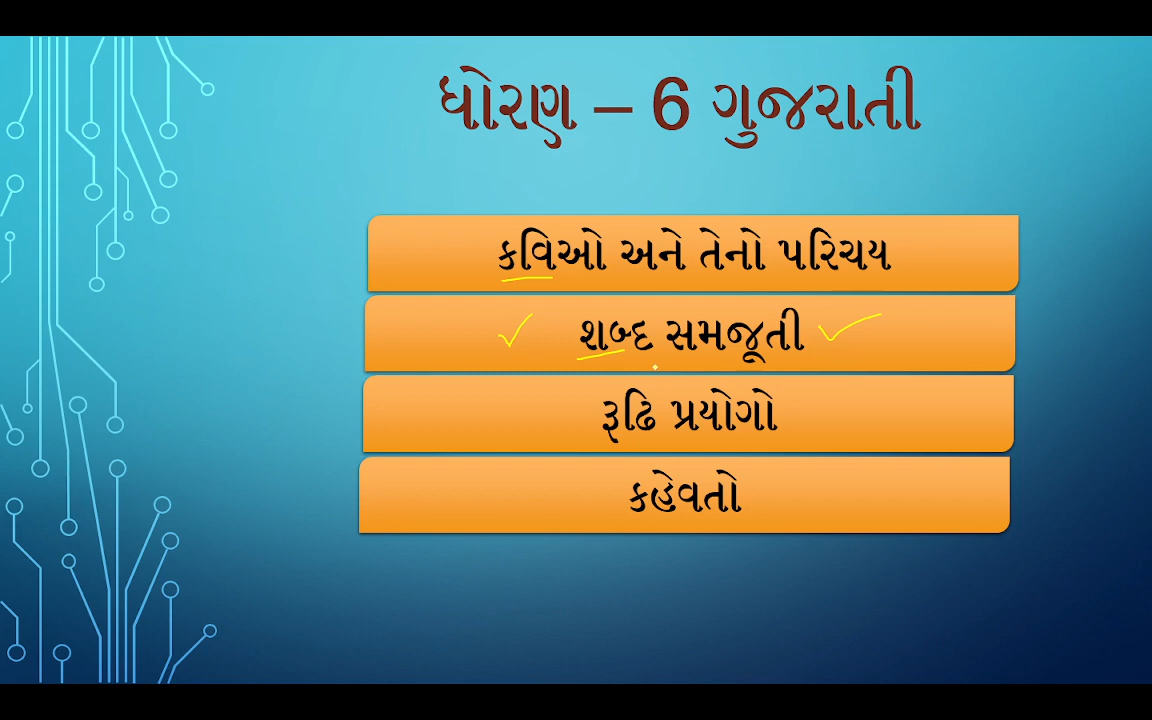 ધોરણ – 6 ગુજરાતી
કવિઓ અને તેનો પરિચય
શબ્દ સમજૂતી
રૂઢિ પ્રયોગો
કહેવતો